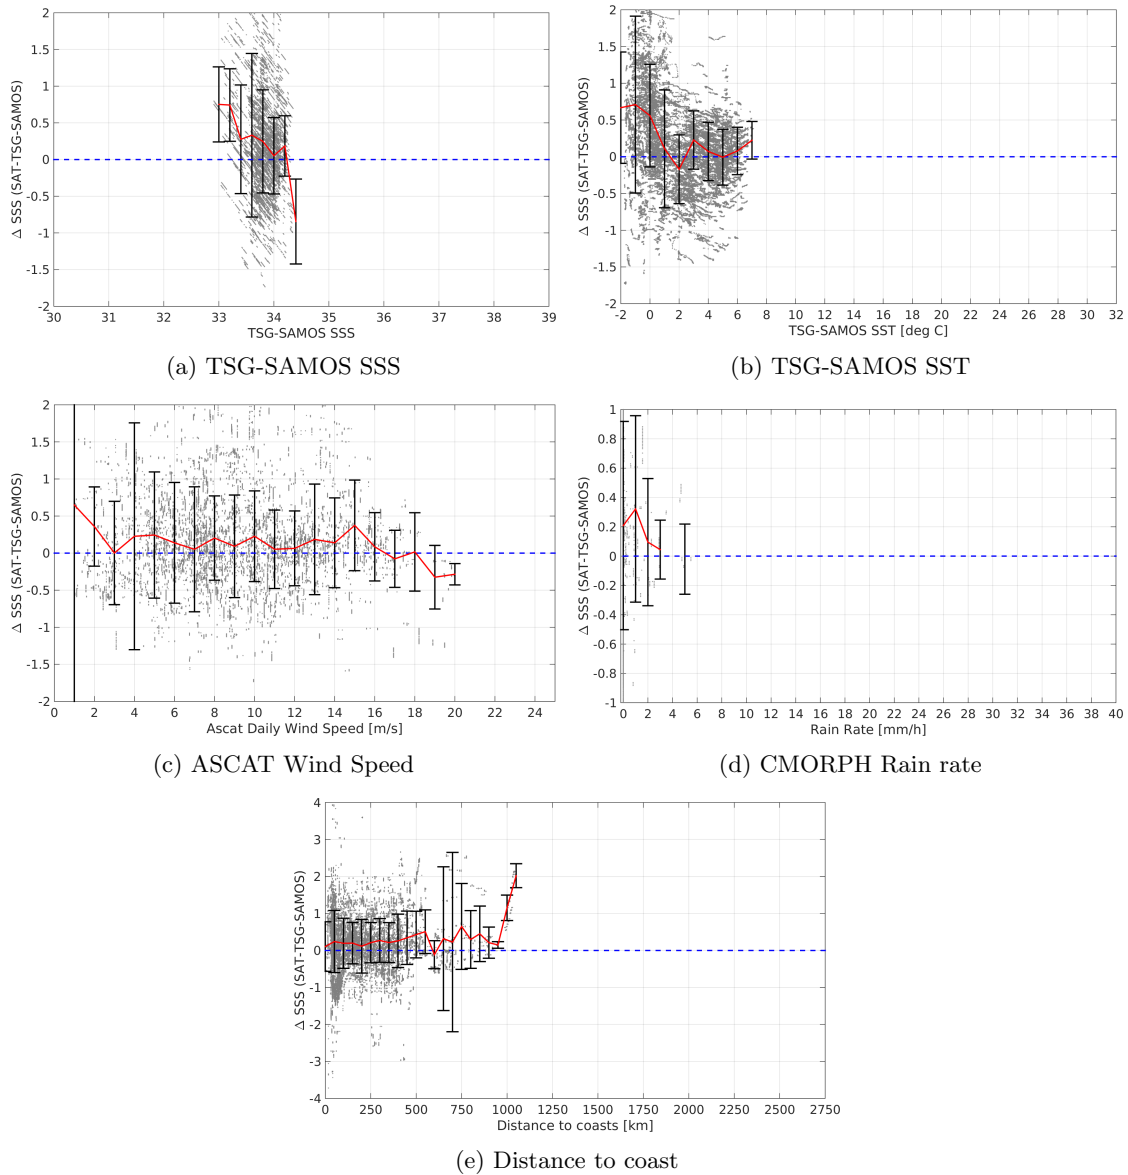 2
1.5
1
0.5
0
-0.5
-1
-1.5
-2
Δ SSS (SAT-TSG-SAMOS)
30 31 32 33 34 35 36 37 38 39
TSG-SAMOS SSS
(a) TSG-SAMOS SSS
2
1.5
1
0.5
0
-0.5
-1
-1.5
-2
Δ SSS (SAT-TSG-SAMOS)
-2 0 2 4 6 8 10 12 14 16 18 20 22 24 26 28 30 32
TSG-SAMOS SST [deg C]
(b) TSG-SAMOS SST
2
1.5
1
0.5
0
-0.5
-1
-1.5
-2
Δ SSS (SAT-TSG-SAMOS)
0 2 4 6 8 10 12 14 16 18 20 22 24
Ascat Daily Wind Speed [m/s]
(c) ASCAT Wind Speed
1
0.8
0.6
0.4
0.2
0
-0.2
-0.4
-0.6
-0.8
-1
Δ SSS (SAT-TSG-SAMOS)
0 2 4 6 8 10 12 14 16 18 20 22 24 26 28 30 32 34 36 38 40
Rain Rate [mm/h]
(d) CMORPH Rain rate
4
3
2
1
0
-1
-2
-3
-4
Δ SSS (SAT-TSG-SAMOS)
0 250 500 750 1000 1250 1500 1750 2000 2250 2500 2750
Distance to coasts [km]
(e) Distance to coast